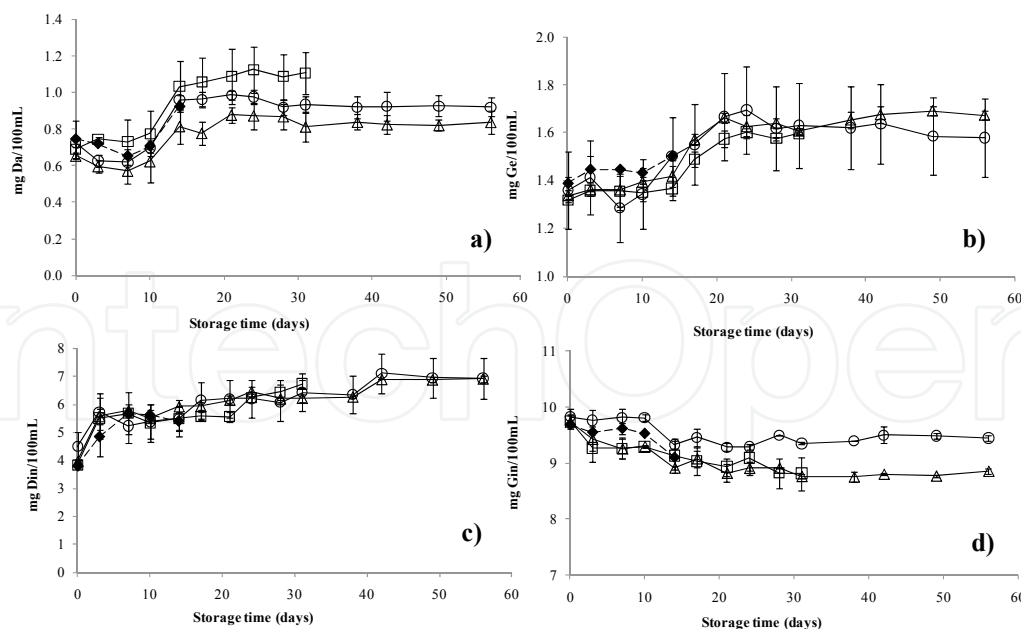 mg Da/100mL
1.4
1.2
1.0
0.8
0.6
0.4
0.2
0.0
0 10 20 30 40 50 60
Storage time (days)
a)
mg Ge/100mL
2.0
1.8
1.6
1.4
1.2
1.0
0 10 20 30 40 50 60
Storage time (days)
b)
mg Din/100mL
8
7
6
5
4
3
2
1
0
0 10 20 30 40 50 60
Storage time (days)
c)
mg Gin/100mL
11
10
9
8
7
0 10 20 30 40 50 60
Storage time (days)
d)
ntechOpen